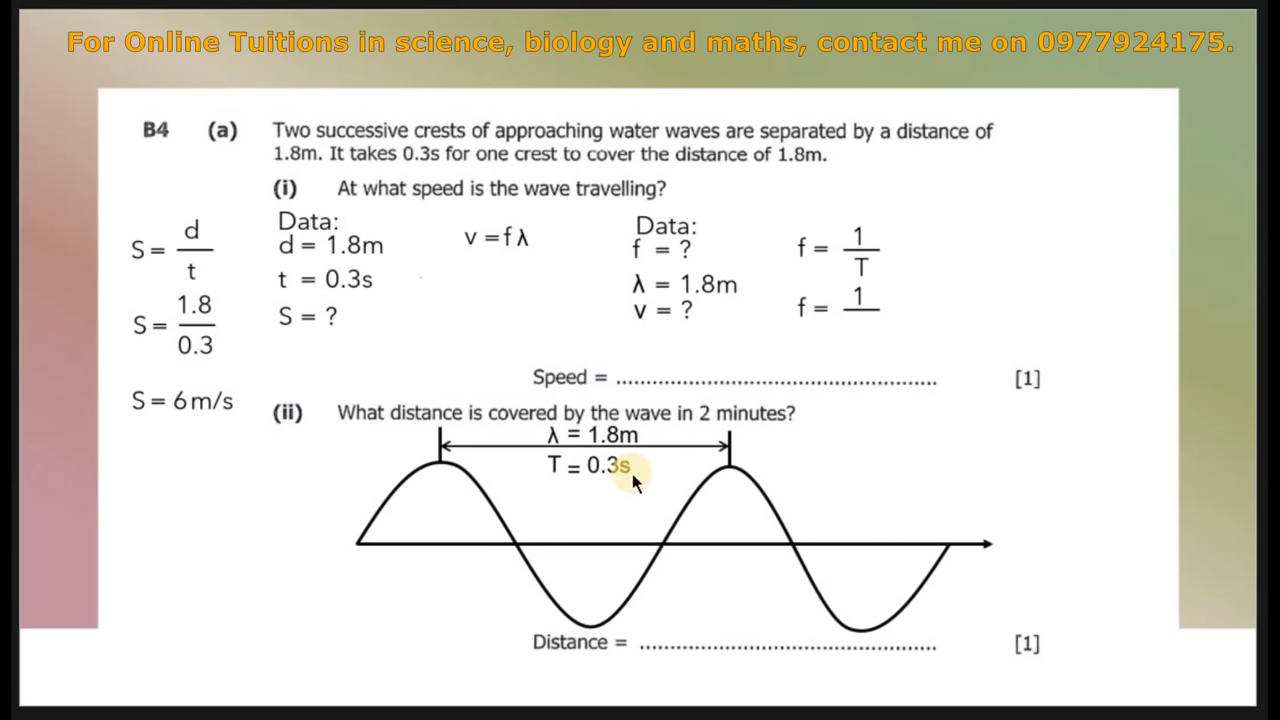 For Online Tuitions in science, biology and maths, contact me on 0977924175.
B4 (a) Two successive crests of approaching water waves are separated by a distance of
1.8m. It takes 0.3s for one crest to cover the distance of 1.8m.
(i) At what speed is the wave travelling?
S = d/t
S = 1.8/0.3
S = 6m/s
Data:
d = 1.8m
t = 0.3s
S = ?
v = fλ
Data:
f = ?
λ = 1.8m
v = ?
f = 1/T
f = 1/
Speed = ...................................................... [1]
(ii) What distance is covered by the wave in 2 minutes?
λ = 1.8m
T = 0.3s
Distance = .................................................. [1]